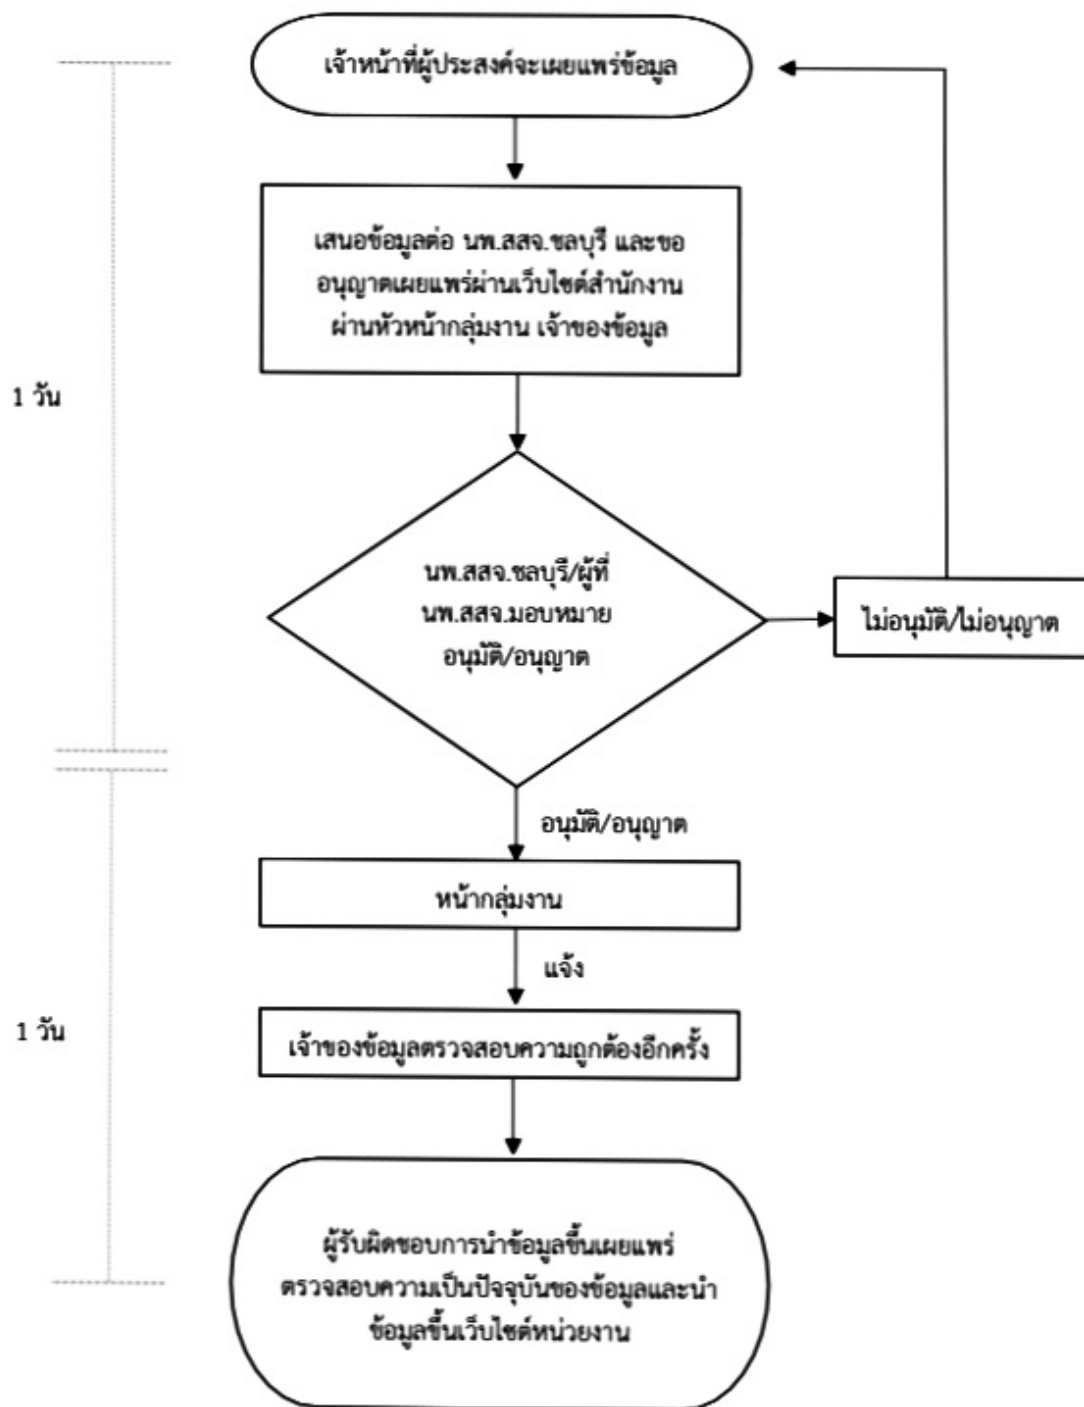 เจ้าหน้าที่ผู้ประสงค์จะเผยแพร่ข้อมูล
เสนอข้อมูลต่อ นพ.สสจ.ชลบุรี และขอ
อนุญาตเผยแพร่ผ่านเว็บไซต์สำนักงาน
ผ่านหัวหน้ากลุ่มงาน เจ้าของข้อมูล
1 วัน
นพ.สสจ.ชลบุรี/ผู้ที่
นพ.สสจ.มอบหมาย
อนุมัติ/อนุญาต
ไม่อนุมัติ/ไม่อนุญาต
อนุมัติ/อนุญาต
หน้ากลุ่มงาน
แจ้ง
1 วัน
เจ้าของข้อมูลตรวจสอบความถูกต้องอีกครั้ง
ผู้รับผิดชอบการนำข้อมูลขึ้นเผยแพร่
ตรวจสอบความเป็นปัจจุบันของข้อมูลและนำ
ข้อมูลขึ้นเว็บไซต์หน่วยงาน